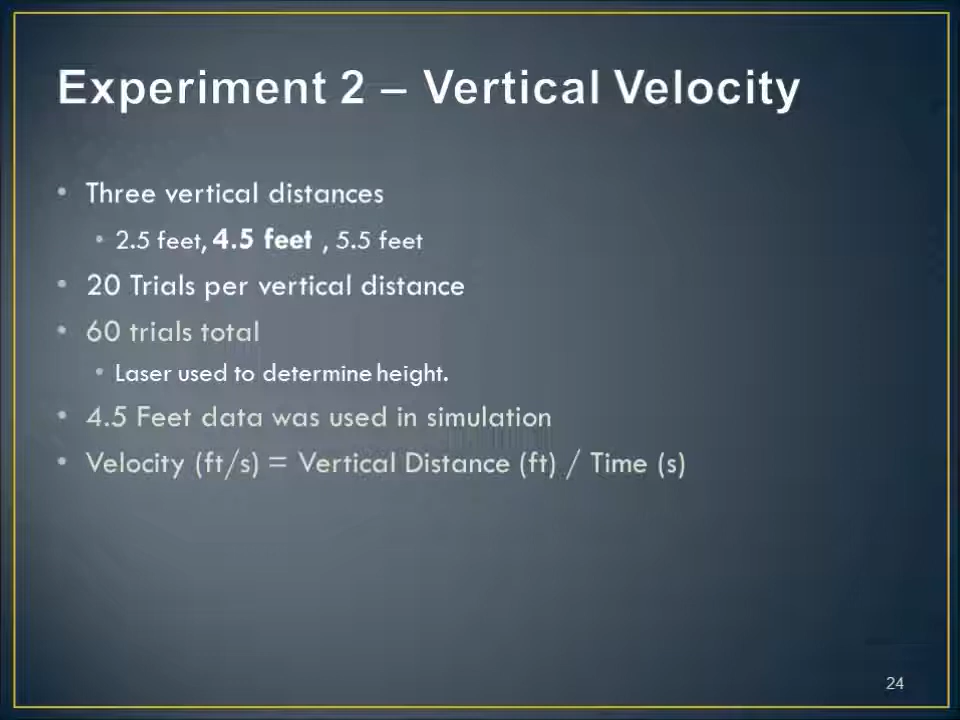 Experiment 2 – Vertical Velocity
• Three vertical distances
• 2.5 feet, 4.5 feet , 5.5 feet
• 20 Trials per vertical distance
• 60 trials total
• Laser used to determine height.
• 4.5 Feet data was used in simulation
• Velocity (ft/s) = Vertical Distance (ft) / Time (s)
24